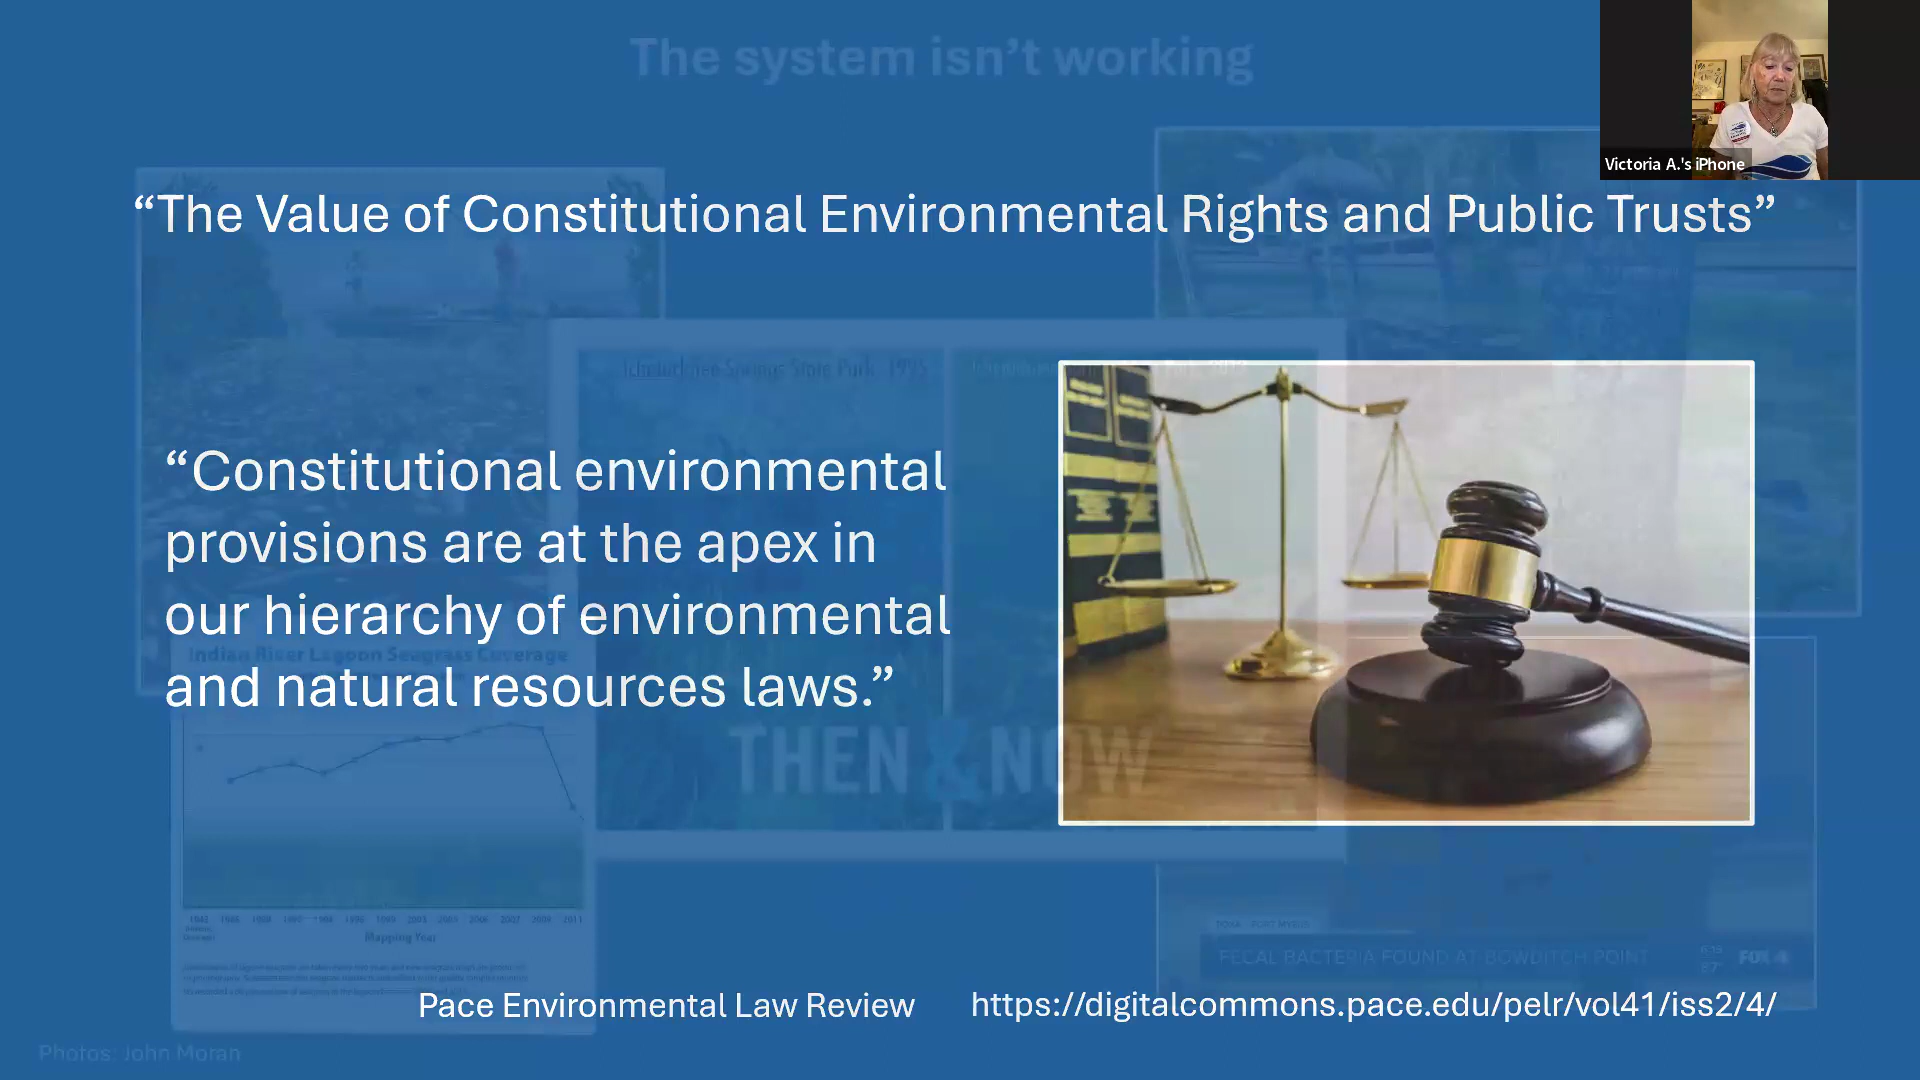 The system isn’t working
Victoria A.'s iPhone
“The Value of Constitutional Environmental Rights and Public Trusts”
Ichetucknee Springs State Park 1995
“Constitutional environmental
provisions are at the apex in
our hierarchy of environmental
and natural resources laws.”
Indian River Lagoon Seagrass Coverage
THEN & NOW
Mapping Year
FECAL BACTERIA FOUND AT BOWDITCH POINT
FOX 4
Pace Environmental Law Review
https://digitalcommons.pace.edu/pelr/vol41/iss2/4/
Photos: John Moran